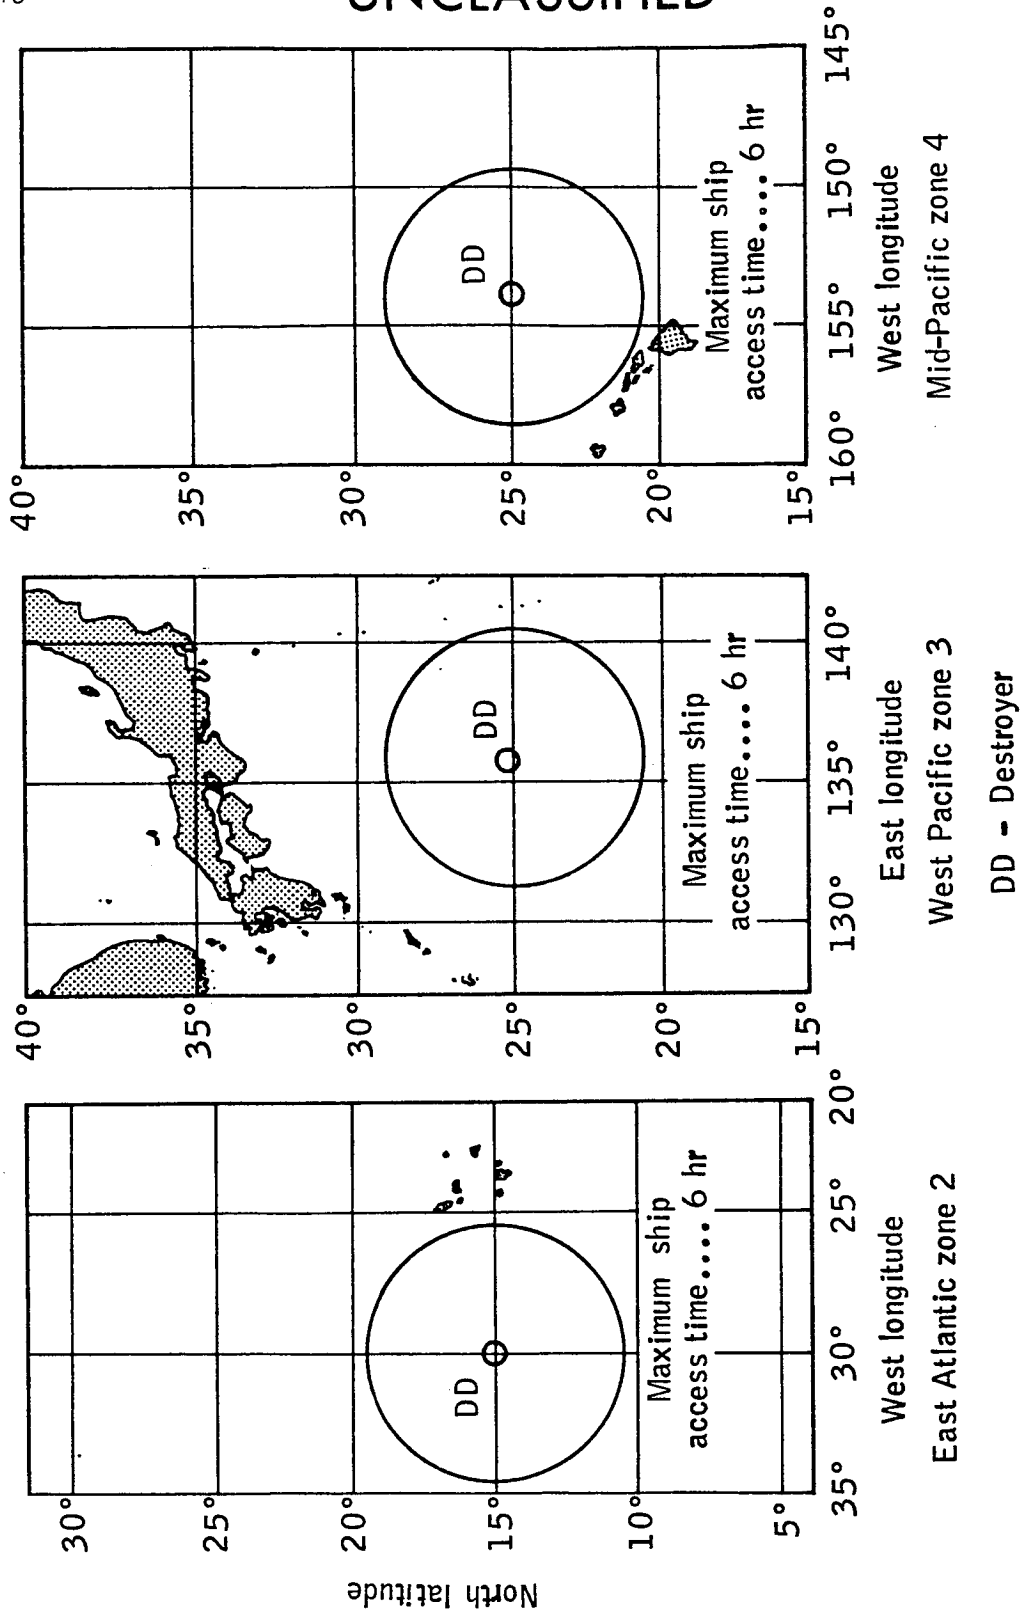 UNCLASSIFIED
North latitude
30°
25°
20°
15°
10°
5°
35°
30°
25°
20°
DD
Maximum ship
access time.... 6 hr
West longitude
East Atlantic zone 2
40°
35°
30°
25°
20°
15°
130°
135°
140°
DD
Maximum ship
access time.... 6 hr
East longitude
West Pacific zone 3
40°
35°
30°
25°
20°
15°
160°
155°
150°
145°
DD
Maximum ship
access time.... 6 hr
West longitude
Mid-Pacific zone 4
DD - Destroyer